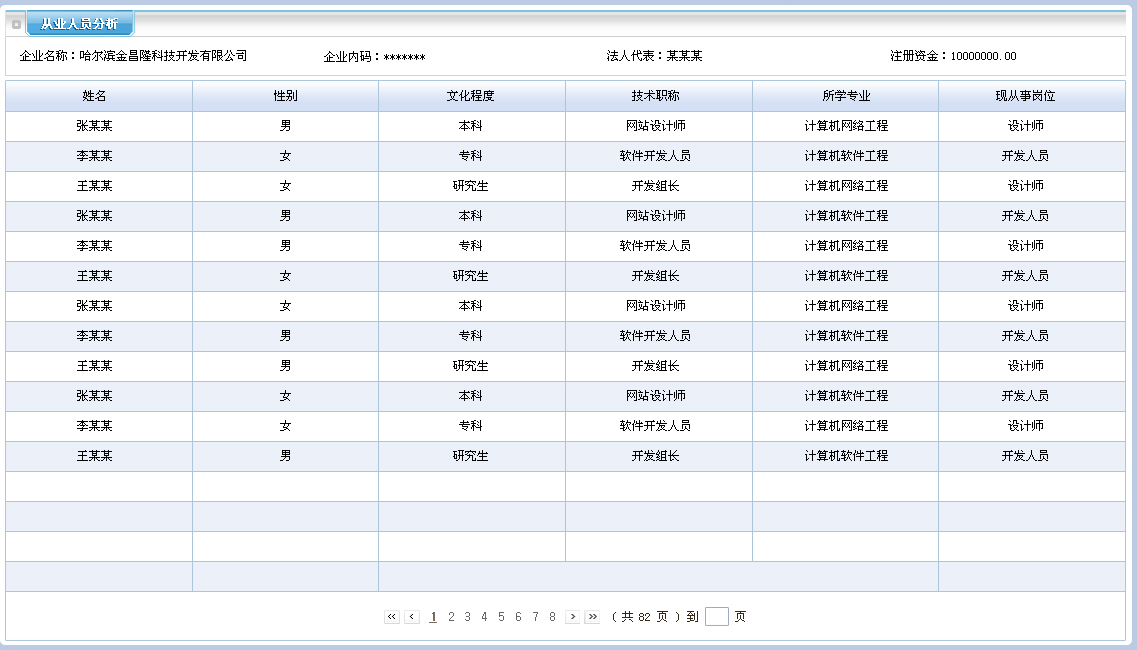 从业人员分析
企业名称：哈尔滨金昌隆科技开发有限公司 企业内码：******* 法人代表：某某某 注册资金：10000000.00
姓名 性别 文化程度 技术职称 所学专业 现从事岗位
张某某 男 本科 网站设计师 计算机网络工程 设计师
李某某 女 专科 软件开发人员 计算机软件工程 开发人员
王某某 女 研究生 开发组长 计算机网络工程 设计师
张某某 男 本科 网站设计师 计算机软件工程 开发人员
李某某 男 专科 软件开发人员 计算机网络工程 设计师
王某某 女 研究生 开发组长 计算机软件工程 开发人员
张某某 女 本科 网站设计师 计算机网络工程 设计师
李某某 男 专科 软件开发人员 计算机软件工程 开发人员
王某某 男 研究生 开发组长 计算机网络工程 设计师
张某某 女 本科 网站设计师 计算机软件工程 开发人员
李某某 女 专科 软件开发人员 计算机网络工程 设计师
王某某 男 研究生 开发组长 计算机软件工程 开发人员
« ‹ 1 2 3 4 5 6 7 8 › » ( 共 82 页 ) 到 页